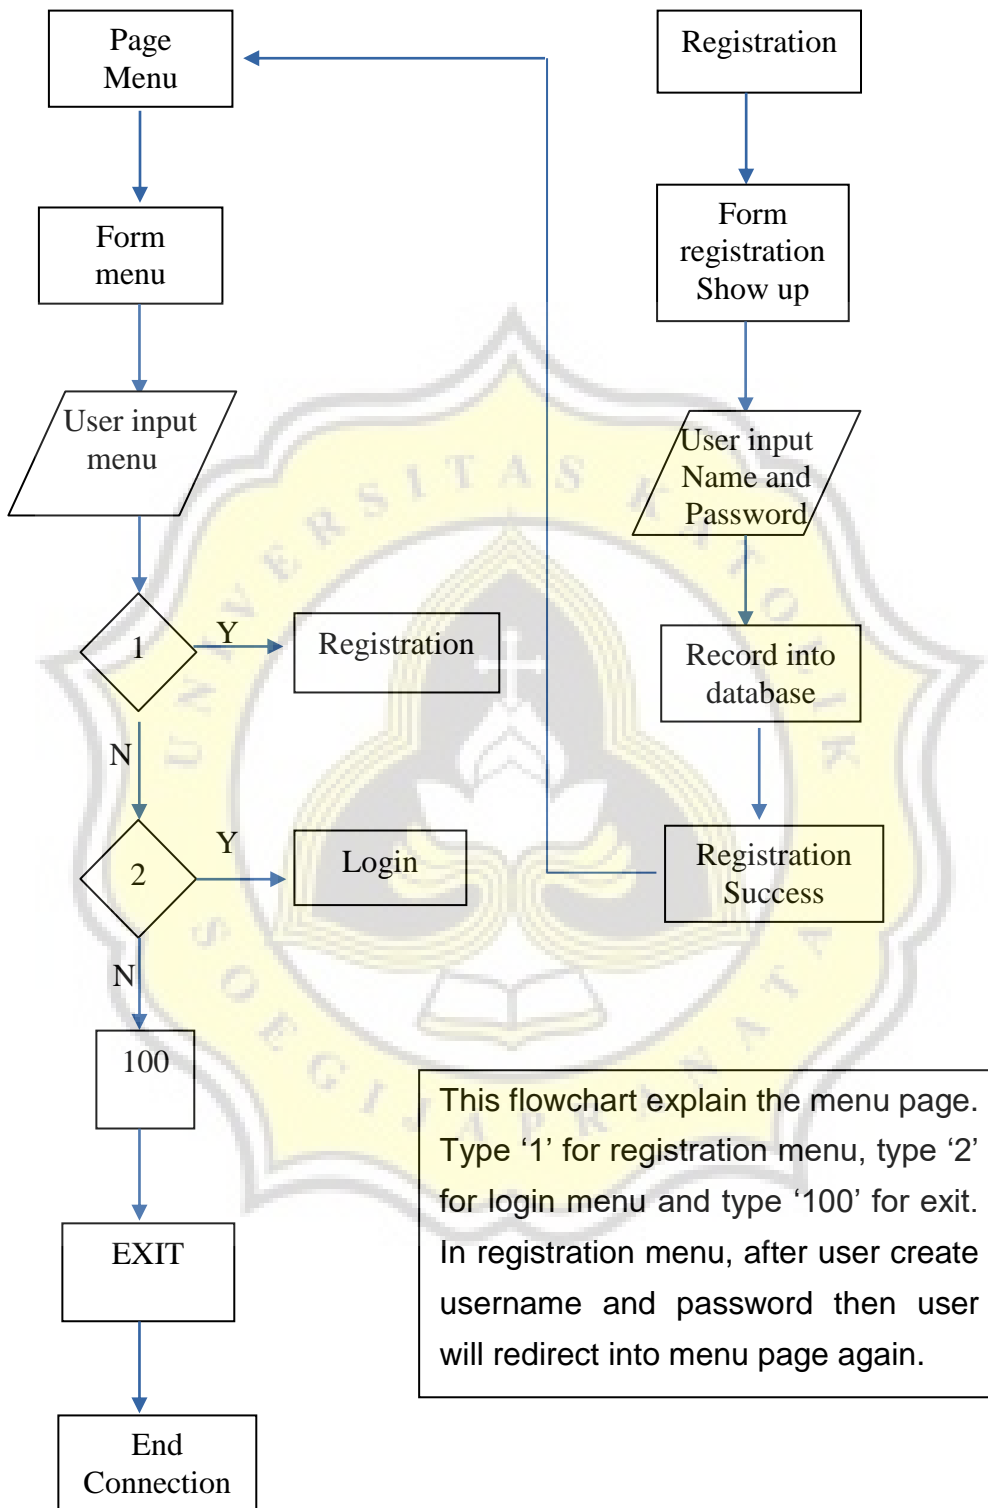 Page
Menu
Form
menu
User input
menu
1
Y
Registration
N
2
Y
Login
N
100
EXIT
End
Connection
Registration
Form
registration
Show up
User input
Name and
Password
Record into
database
Registration
Success
This flowchart explain the menu page.
Type ‘1’ for registration menu, type ‘2’
for login menu and type ‘100’ for exit.
In registration menu, after user create
username and password then user
will redirect into menu page again.
UNIVERSITAS KATOLIK
SOEGIJAPRANATA